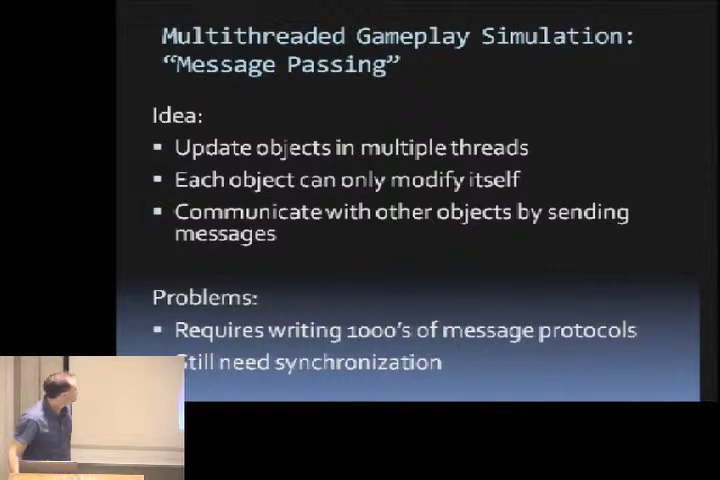 Multithreaded Gameplay Simulation:
“Message Passing”
Idea:
▪ Update objects in multiple threads
▪ Each object can only modify itself
▪ Communicate with other objects by sending
messages
Problems:
▪ Requires writing 1000’s of message protocols
Still need synchronization